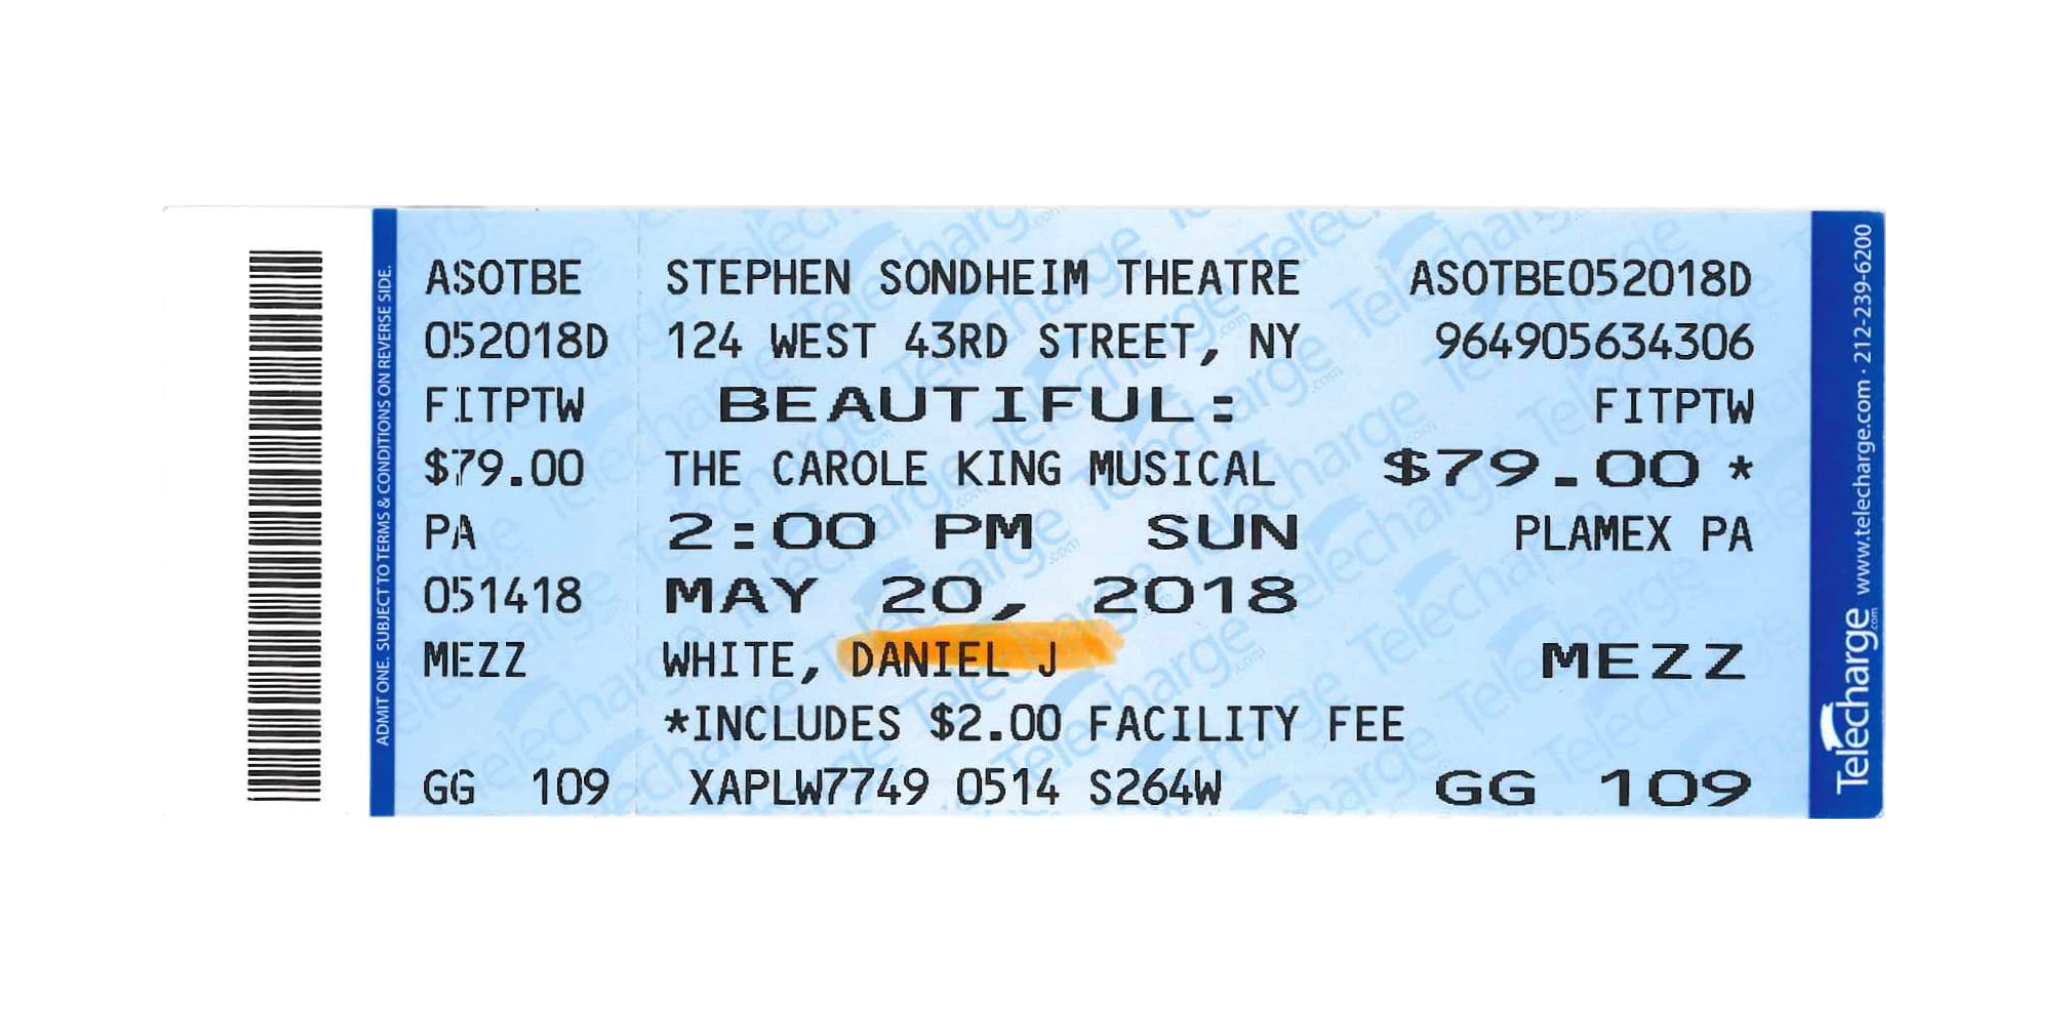 ADMIT ONE. SUBJECT TO TERMS & CONDITIONS ON REVERSE SIDE.
ASOTBE
052018D
FITPTW
$79.00
PA
051418
MEZZ
GG 109
STEPHEN SONDHEIM THEATRE
124 WEST 43RD STREET, NY
BEAUTIFUL:
THE CAROLE KING MUSICAL
2:00 PM SUN
MAY 20, 2018
WHITE, DANIEL J
*INCLUDES $2.00 FACILITY FEE
XAPLW7749 0514 S264W
ASOTBE052018D
964905634306
FITPTW
$79.00 *
PLAMEX PA
MEZZ
GG 109
Telecharge.com www.telecharge.com · 212-239-6200